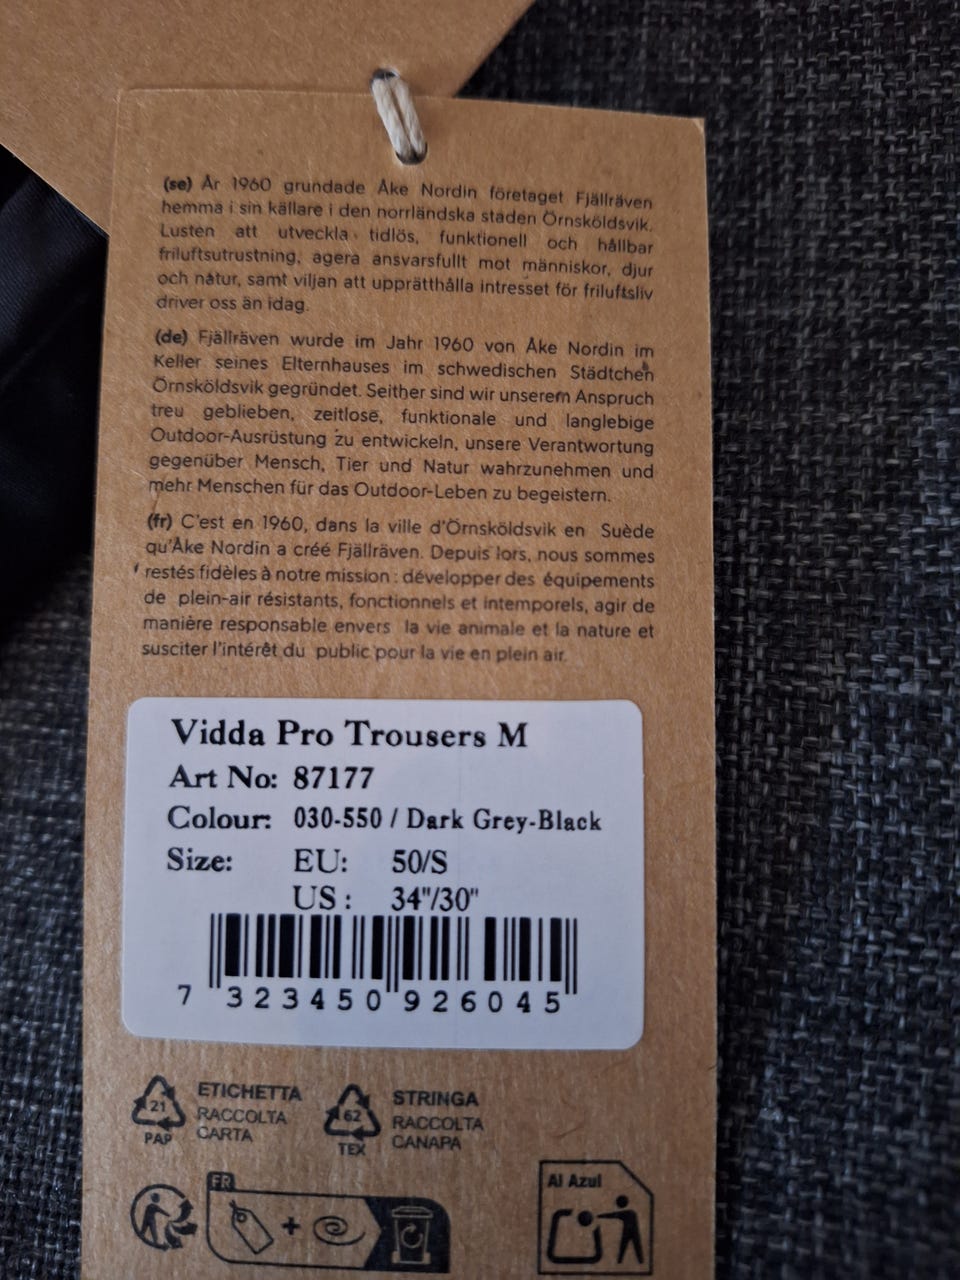 (se) År 1960 grundade Åke Nordin företaget Fjällräven
hemma i sin källare i den norrländska staden Örnsköldsvik.
Lusten att utveckla tidlös, funktionell och hållbar
friluftsutrustning, agera ansvarsfullt mot människor, djur
och natur, samt viljan att upprätthålla intresset för friluftsliv
driver oss än idag.
(de) Fjällräven wurde im Jahr 1960 von Åke Nordin im
Keller seines Elternhauses im schwedischen Städtchen
Örnsköldsvik gegründet. Seither sind wir unserem Anspruch
treu geblieben, zeitlose, funktionale und langlebige
Outdoor-Ausrüstung zu entwickeln, unsere Verantwortung
gegenüber Mensch, Tier und Natur wahrzunehmen und
mehr Menschen für das Outdoor-Leben zu begeistern.
(fr) C'est en 1960, dans la ville d'Örnsköldsvik en Suède
qu'Åke Nordin a créé Fjällräven. Depuis lors, nous sommes
restés fidèles à notre mission : développer des équipements
de plein-air résistants, fonctionnels et intemporels, agir de
manière responsable envers la vie animale et la nature et
susciter l'intérêt du public pour la vie en plein air.
Vidda Pro Trousers M
Art No: 87177
Colour: 030-550 / Dark Grey-Black
Size: EU: 50/S
US : 34"/30"
7 323450 926045
21 PAP ETICHETTA
RACCOLTA
CARTA
62 TEX STRINGA
RACCOLTA
CANAPA
FR
+
Al Azul